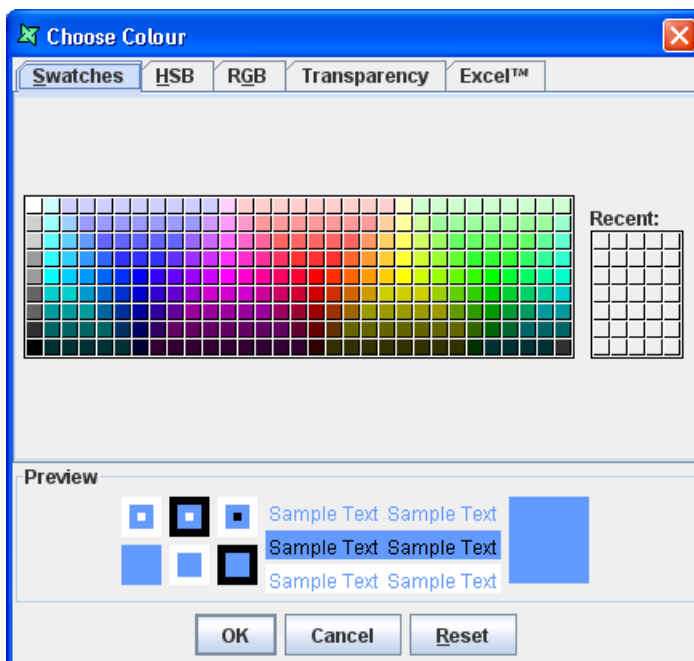 Choose Colour
Swatches HSB RGB Transparency Excel™
Recent:
Preview
Sample Text Sample Text
Sample Text Sample Text
Sample Text Sample Text
OK Cancel Reset